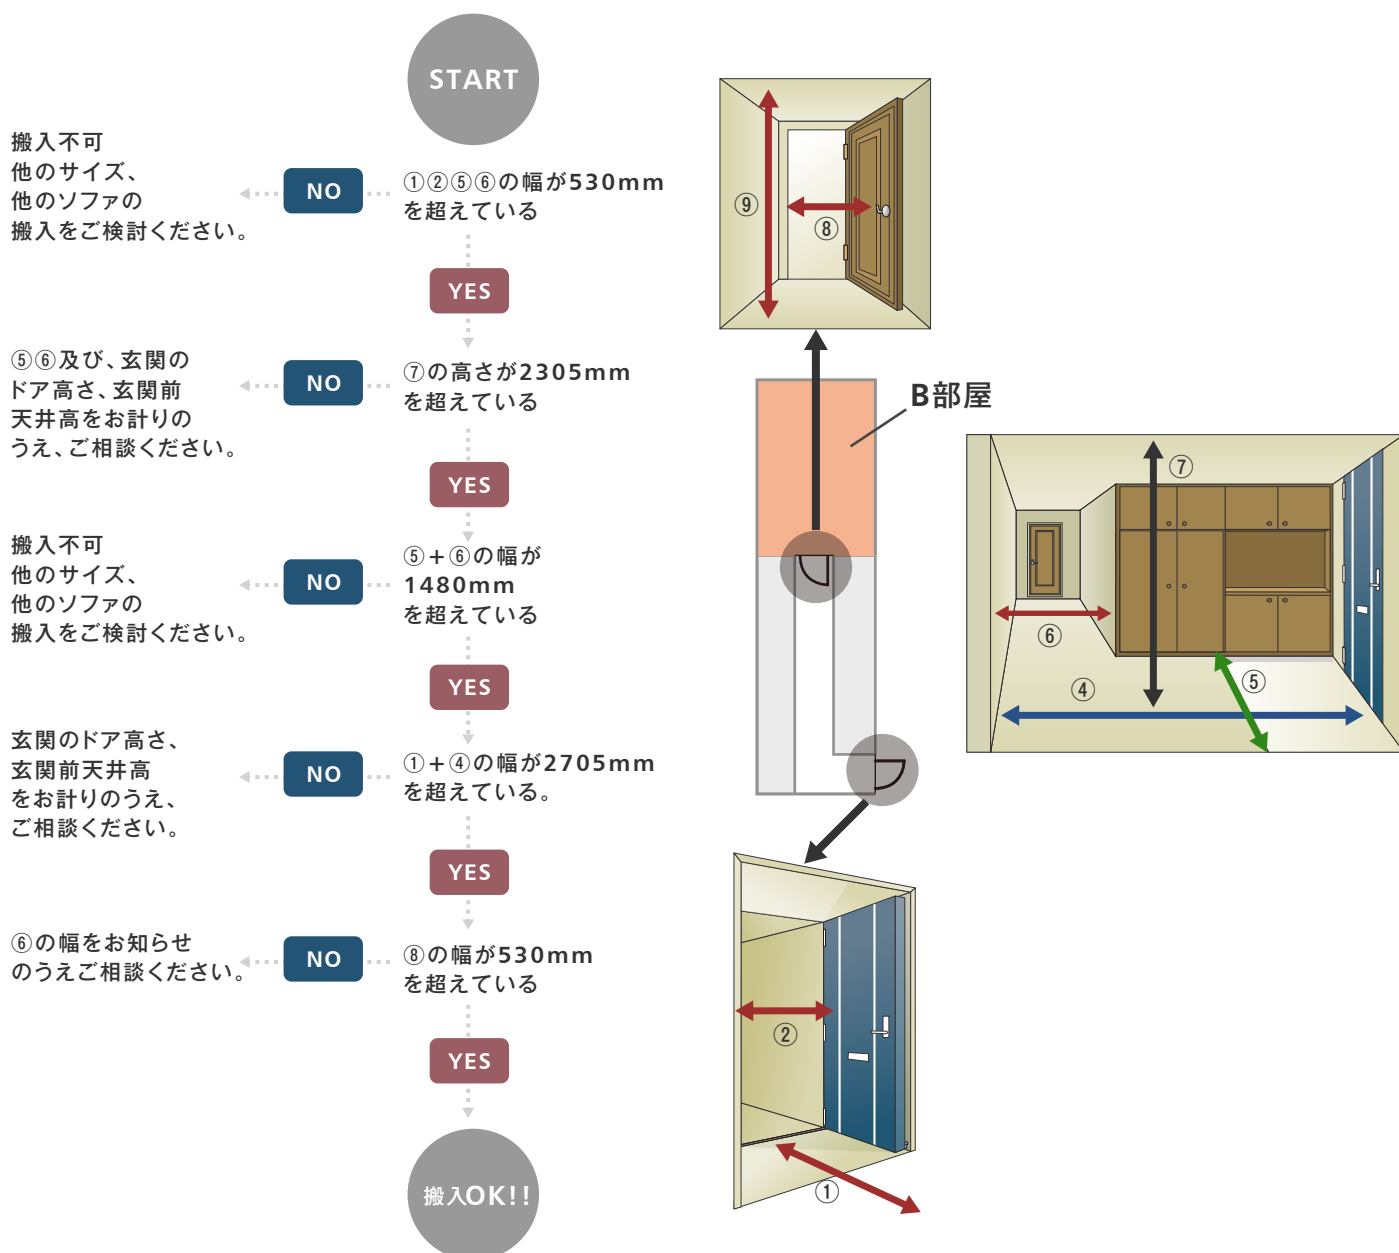 START
①②⑤⑥の幅が530mm
を超えている
NO
搬入不可
他のサイズ、
他のソファの
搬入をご検討ください。
YES
⑦の高さが2305mm
を超えている
NO
⑤⑥及び、玄関の
ドア高さ、玄関前
天井高をお計りの
うえ、ご相談ください。
YES
⑤+⑥の幅が
1480mm
を超えている
NO
搬入不可
他のサイズ、
他のソファの
搬入をご検討ください。
YES
①+④の幅が2705mm
を超えている。
NO
玄関のドア高さ、
玄関前天井高
をお計りのうえ、
ご相談ください。
YES
⑧の幅が530mm
を超えている
NO
⑥の幅をお知らせ
のうえご相談ください。
YES
搬入OK!!
⑨
⑧
B部屋
⑦
⑥
④
⑤
②
①